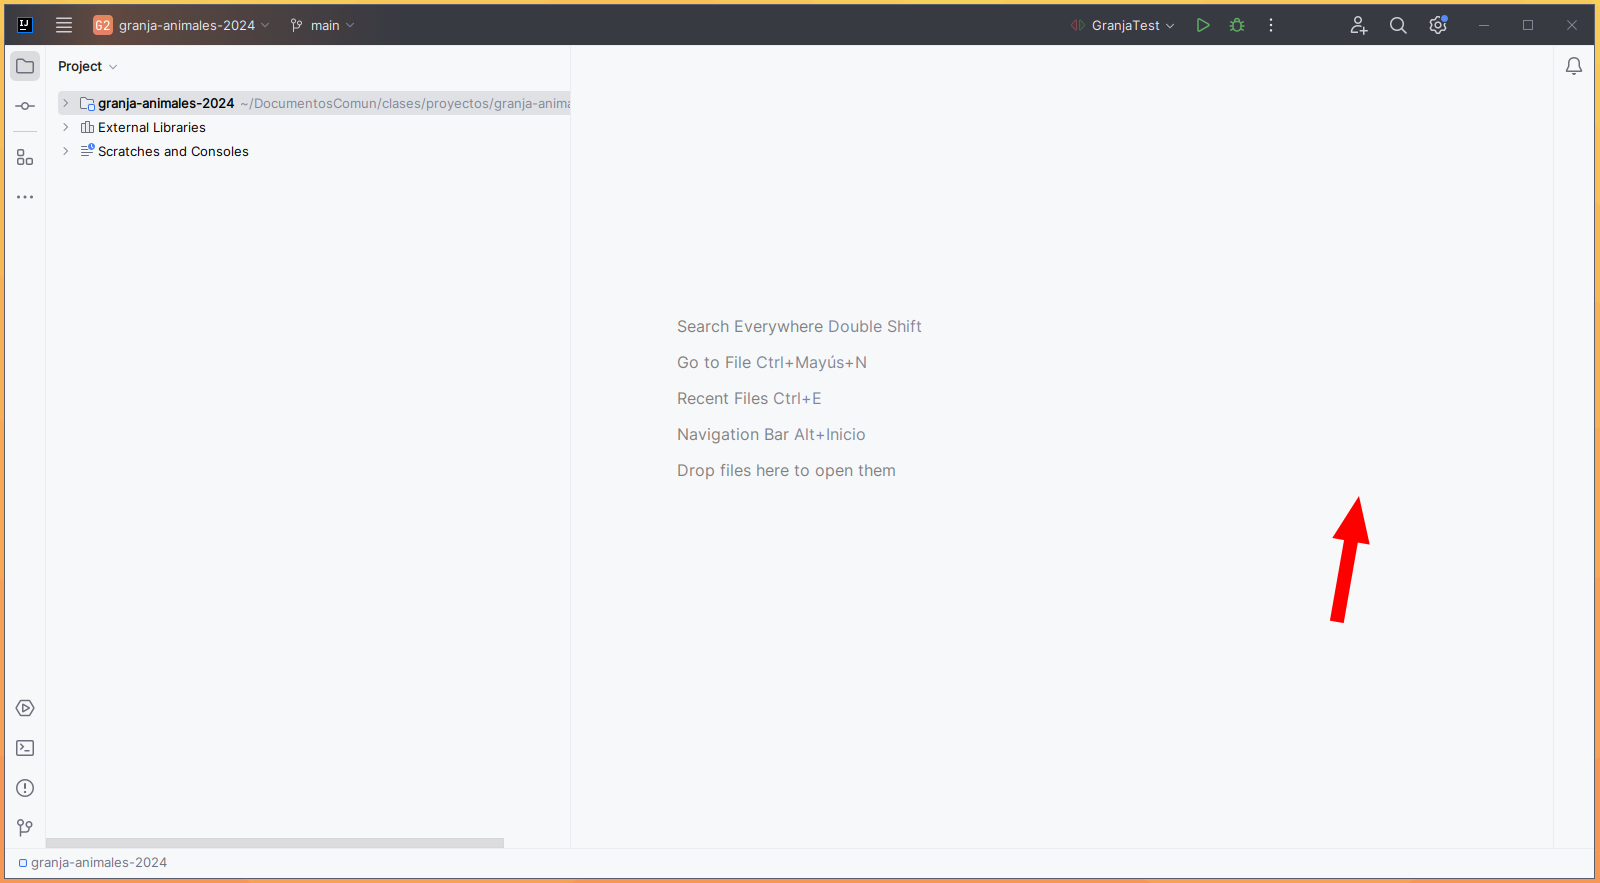 IJ
G2 granja-animales-2024 main GranjaTest
Project
granja-animales-2024 ~/DocumentosComun/clases/proyectos/granja-anima
External Libraries
Scratches and Consoles
Search Everywhere Double Shift
Go to File Ctrl+Mayús+N
Recent Files Ctrl+E
Navigation Bar Alt+Inicio
Drop files here to open them
granja-animales-2024